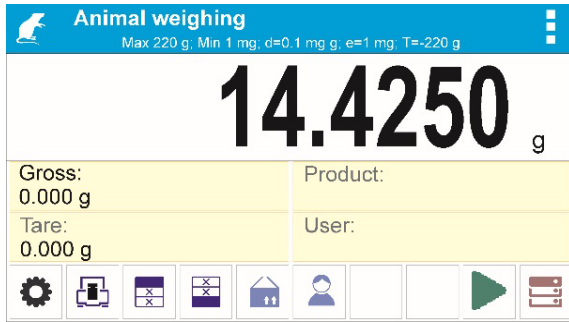 Animal weighing
Max 220 g; Min 1 mg; d=0.1 mg g; e=1 mg; T=-220 g
14.4250 g
Gross:
0.000 g
Product:
Tare:
0.000 g
User: